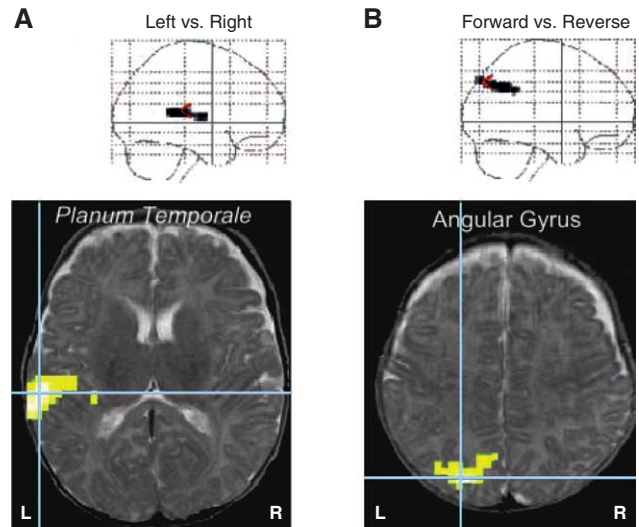 A
Left vs. Right
Planum Temporale
L
R
B
Forward vs. Reverse
Angular Gyrus
L
R